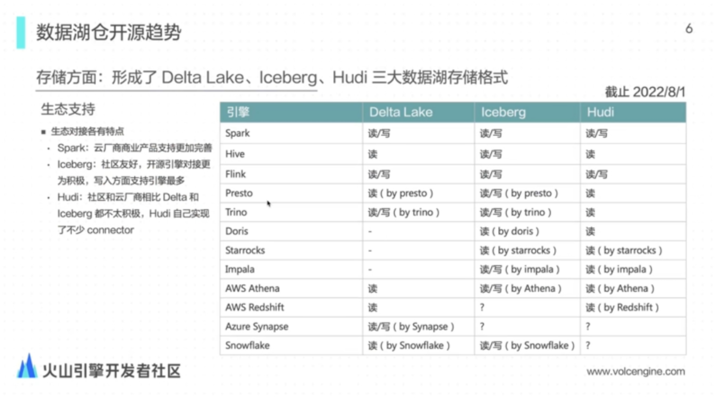 数据湖仓开源趋势
6
存储方面：形成了 Delta Lake、Iceberg、Hudi 三大数据湖存储格式
截止 2022/8/1
生态支持
■ 生态对接各有特点
• Spark：云厂商商业产品支持更加完善
• Iceberg：社区友好，开源引擎对接更
为积极，写入方面支持引擎最多
• Hudi：社区和云厂商相比 Delta 和
Iceberg 都不太积极，Hudi 自己实现
了不少 connector
引擎 Delta Lake Iceberg Hudi
Spark 读/写 读/写 读/写
Hive 读 读/写 读
Flink 读/写 读/写 读/写
Presto 读（by presto） 读/写（by presto） 读
Trino 读/写（by trino） 读/写（by trino） 读
Doris - 读（by doris） 读
Starrocks - 读（by starrocks） 读（by starrocks）
Impala - 读/写（by impala） 读（by impala）
AWS Athena 读 读/写（by Athena） 读（by Athena）
AWS Redshift 读 ? 读（by Redshift）
Azure Synapse 读/写（by Synapse） ? ?
Snowflake 读（by Snowflake） 读/写（by Snowflake） ?
火山引擎开发者社区
www.volcengine.com